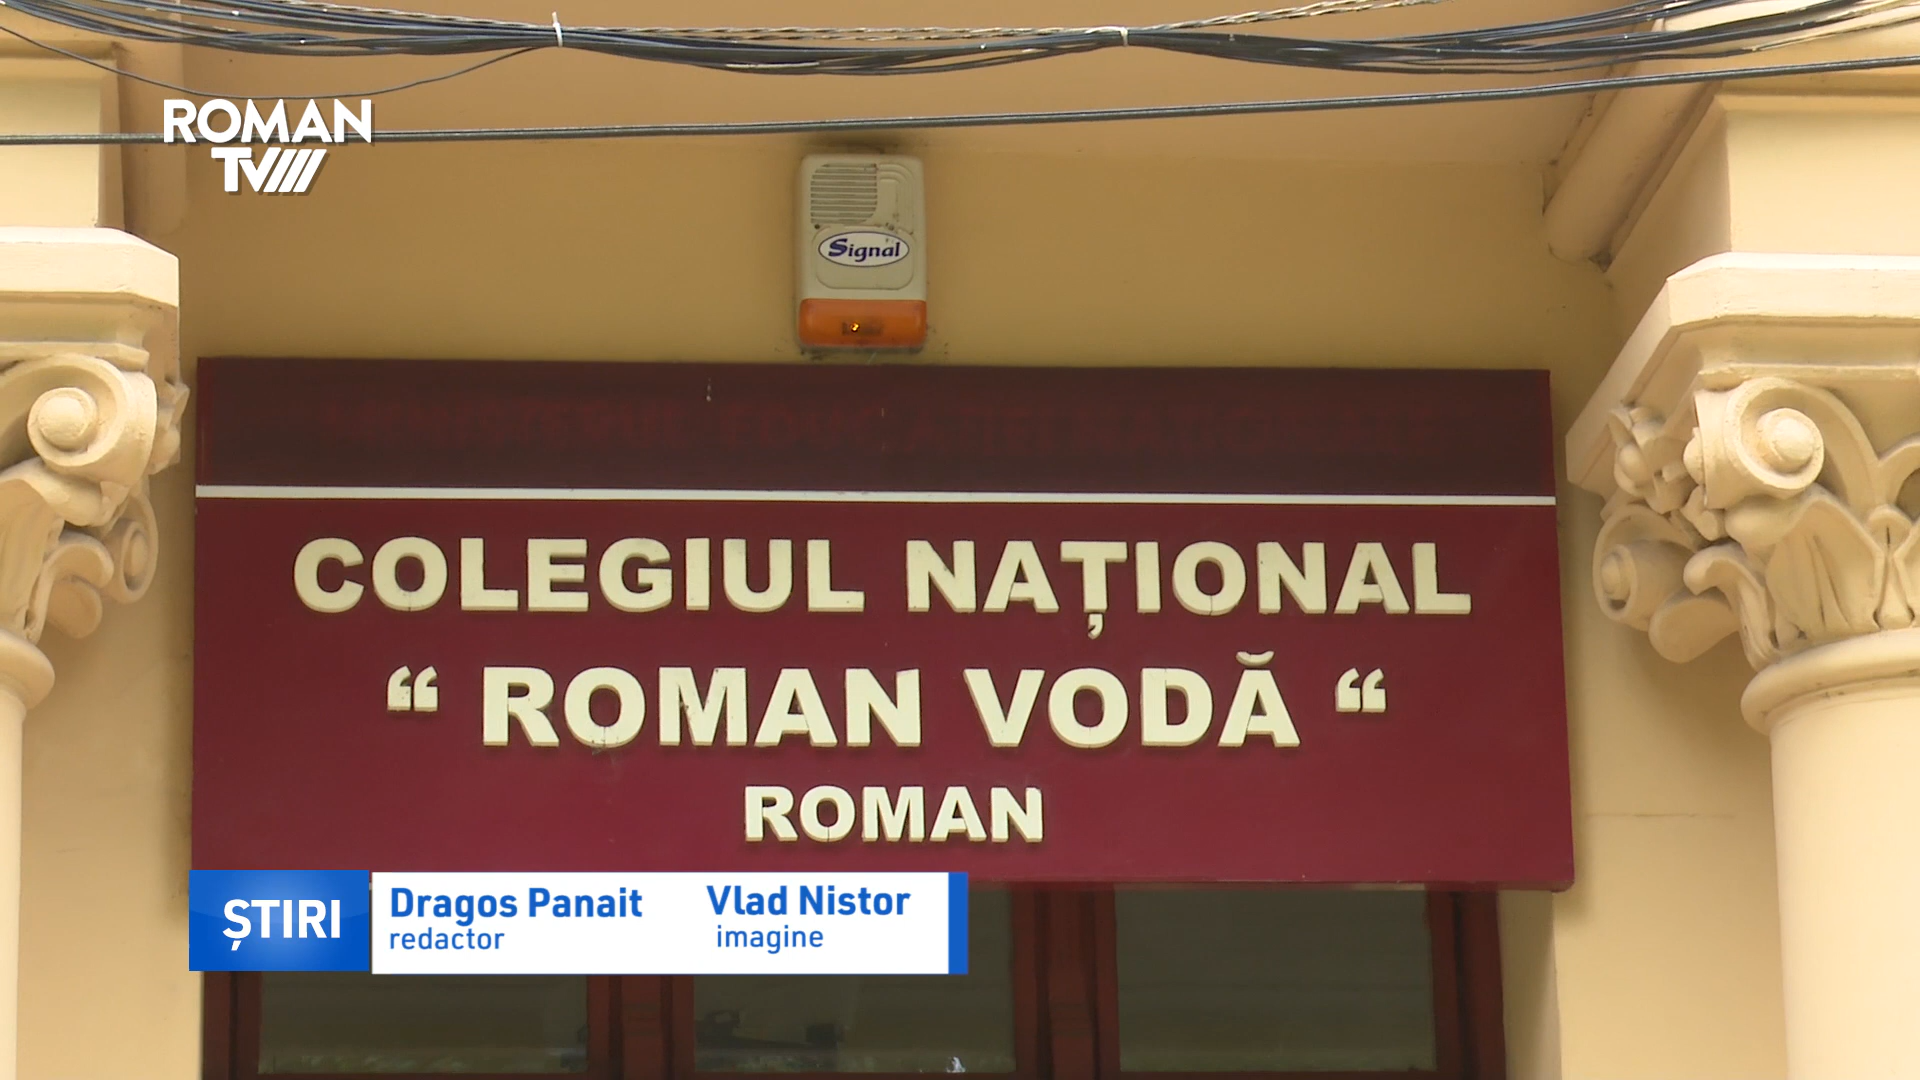 ROMAN
TV
Signal
COLEGIUL NAȚIONAL
“ ROMAN VODĂ “
ROMAN
ȘTIRI
Dragos Panait
redactor
Vlad Nistor
imagine